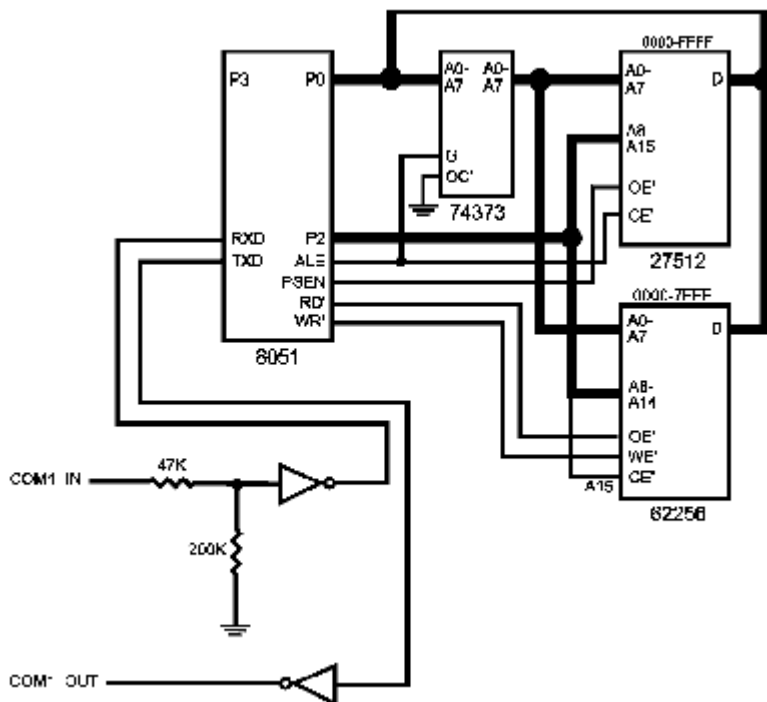 P3
P0
RXD
TXD
P2
ALE
PSEN
RD'
WR'
8051
A0-
A7
A0-
A7
G
OC'
74373
0000-FFFF
A0-
A7
D
A8
A15
OE'
CE'
27512
0000-7FFF
A0-
A7
D
A8-
A14
OE'
WE'
CE'
A15
62256
COM1 IN
47K
200K
COM1 OUT